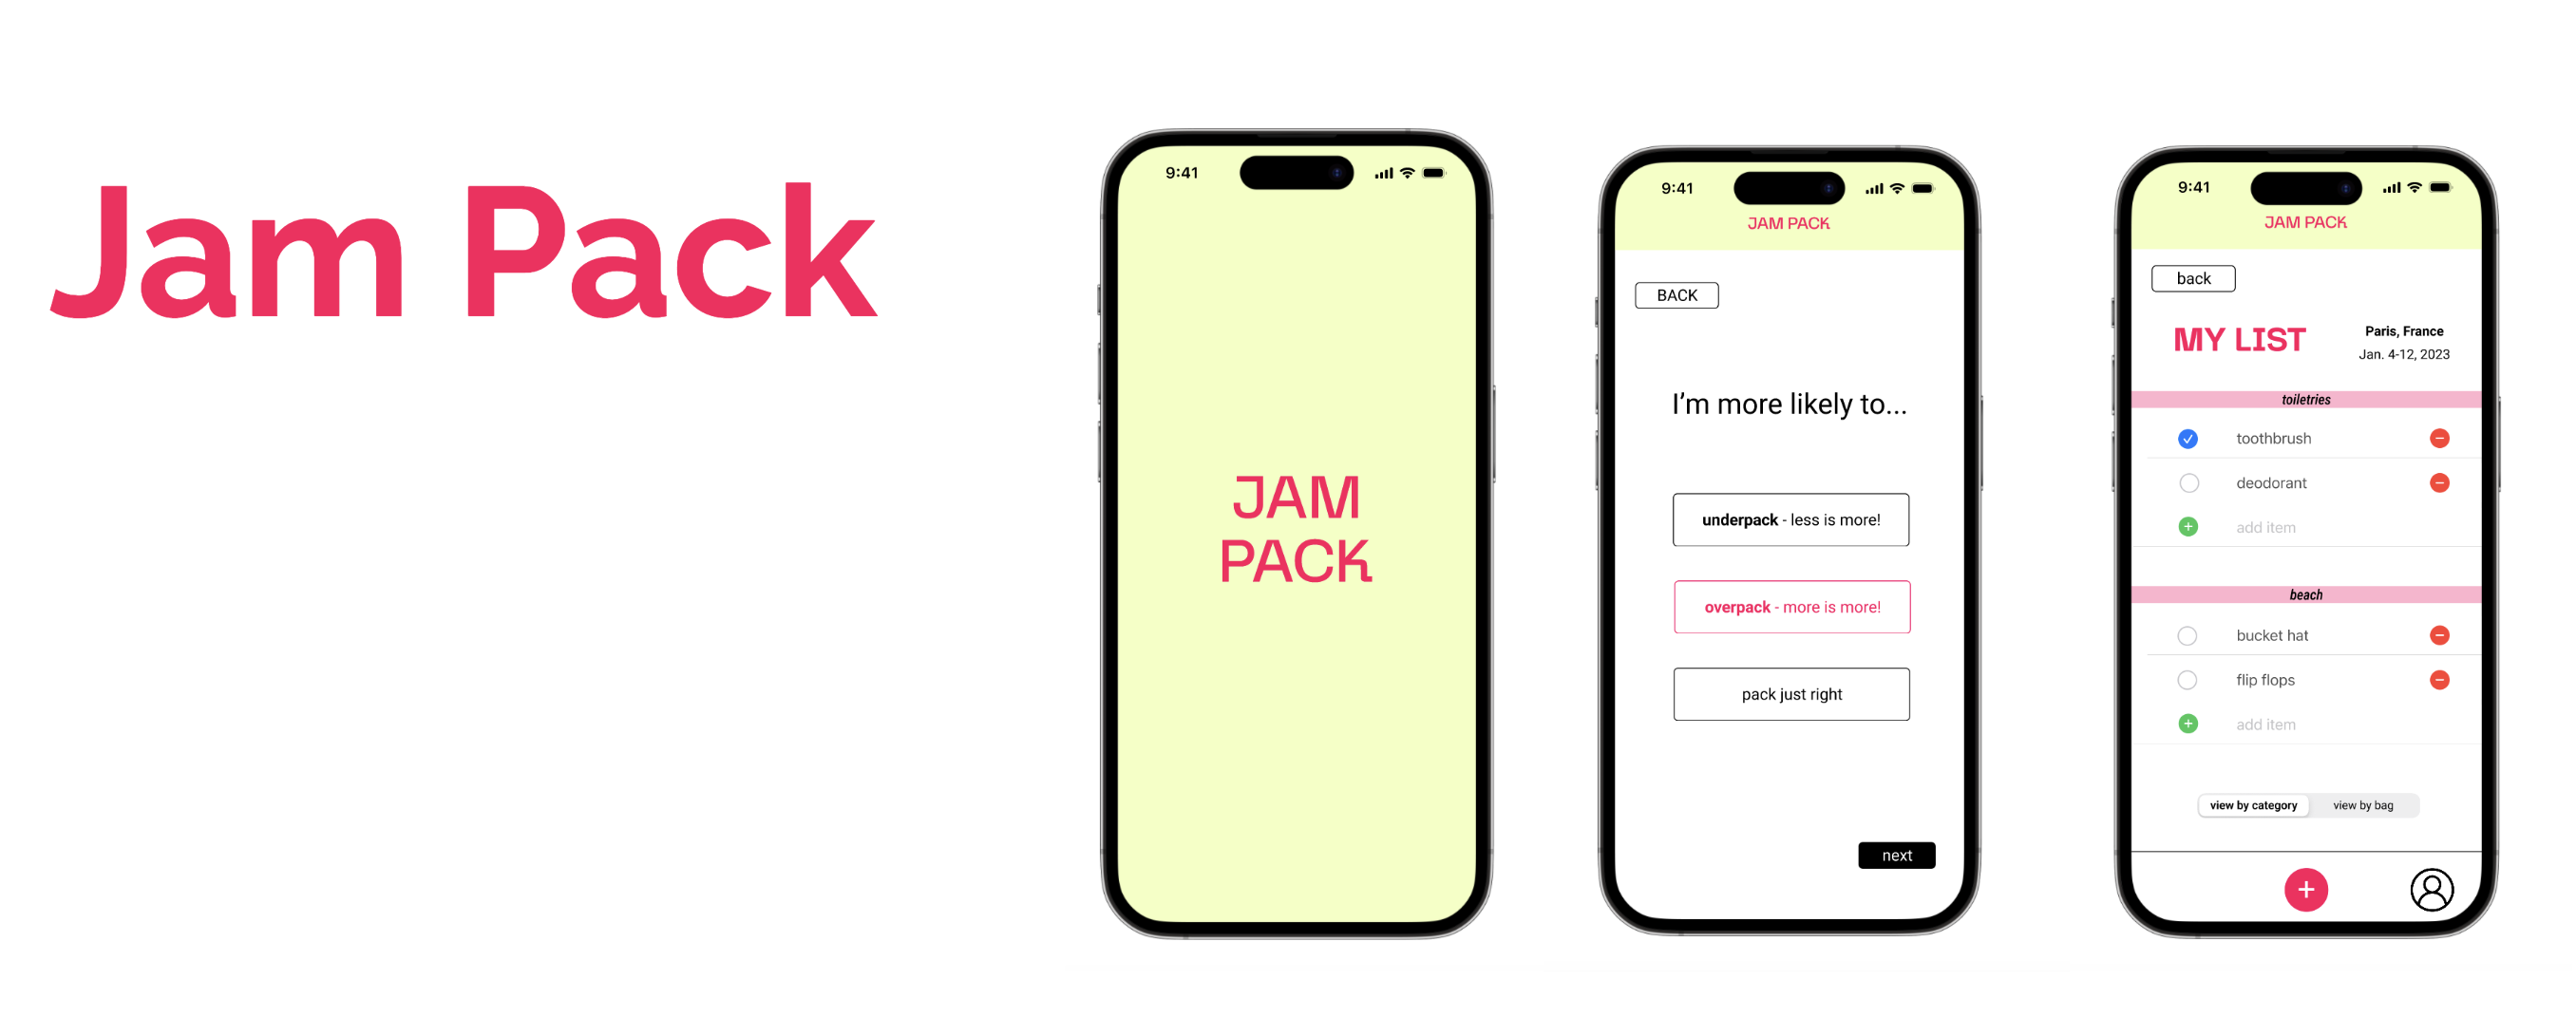 Jam Pack
9:41
JAM
PACK
9:41
JAM PACK
BACK
I'm more likely to...
underpack - less is more!
overpack - more is more!
pack just right
next
9:41
JAM PACK
back
MY LIST
Paris, France
Jan. 4-12, 2023
toiletries
toothbrush
deodorant
add item
beach
bucket hat
flip flops
add item
view by category
view by bag